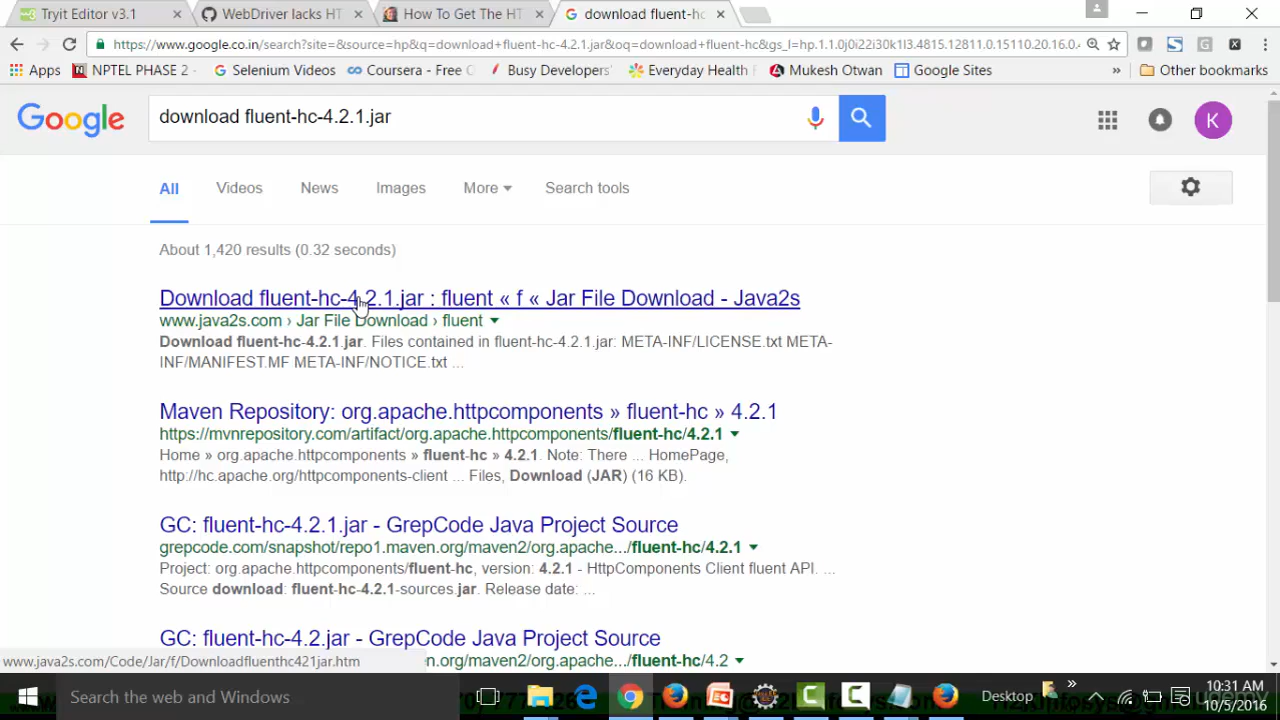 Tryit Editor v3.1
WebDriver lacks HT
How To Get The HT
download fluent-hc
https://www.google.co.in/search?site=&source=hp&q=download+fluent-hc-4.2.1.jar&oq=download+fluent-hc&gs_l=hp.1.1.0j0i22i30k1l3.4815.12811.0.15110.20.16.0.
Apps
NPTEL PHASE 2 -
Selenium Videos
Coursera - Free O
Busy Developers'
Everyday Health F
Mukesh Otwan
Google Sites
»
Other bookmarks
Google
download fluent-hc-4.2.1.jar
K
All
Videos
News
Images
More
Search tools
About 1,420 results (0.32 seconds)
Download fluent-hc-4.2.1.jar : fluent « f « Jar File Download - Java2s
www.java2s.com › Jar File Download › fluent
Download fluent-hc-4.2.1.jar. Files contained in fluent-hc-4.2.1.jar: META-INF/LICENSE.txt META-
INF/MANIFEST.MF META-INF/NOTICE.txt ...
Maven Repository: org.apache.httpcomponents » fluent-hc » 4.2.1
https://mvnrepository.com/artifact/org.apache.httpcomponents/fluent-hc/4.2.1
Home » org.apache.httpcomponents » fluent-hc » 4.2.1. Note: There ... HomePage,
http://hc.apache.org/httpcomponents-client ... Files, Download (JAR) (16 KB).
GC: fluent-hc-4.2.1.jar - GrepCode Java Project Source
grepcode.com/snapshot/repo1.maven.org/maven2/org.apache.../fluent-hc/4.2.1
Project: org.apache.httpcomponents/fluent-hc, version: 4.2.1 - HttpComponents Client fluent API. ...
Source download: fluent-hc-4.2.1-sources.jar. Release date: ...
GC: fluent-hc-4.2.jar - GrepCode Java Project Source
en.org/maven2/org.apache.../fluent-hc/4.2
www.java2s.com/Code/Jar/f/Downloadfluenthc421jar.htm
Search the web and Windows
Desktop
»
10:31 AM
10/5/2016